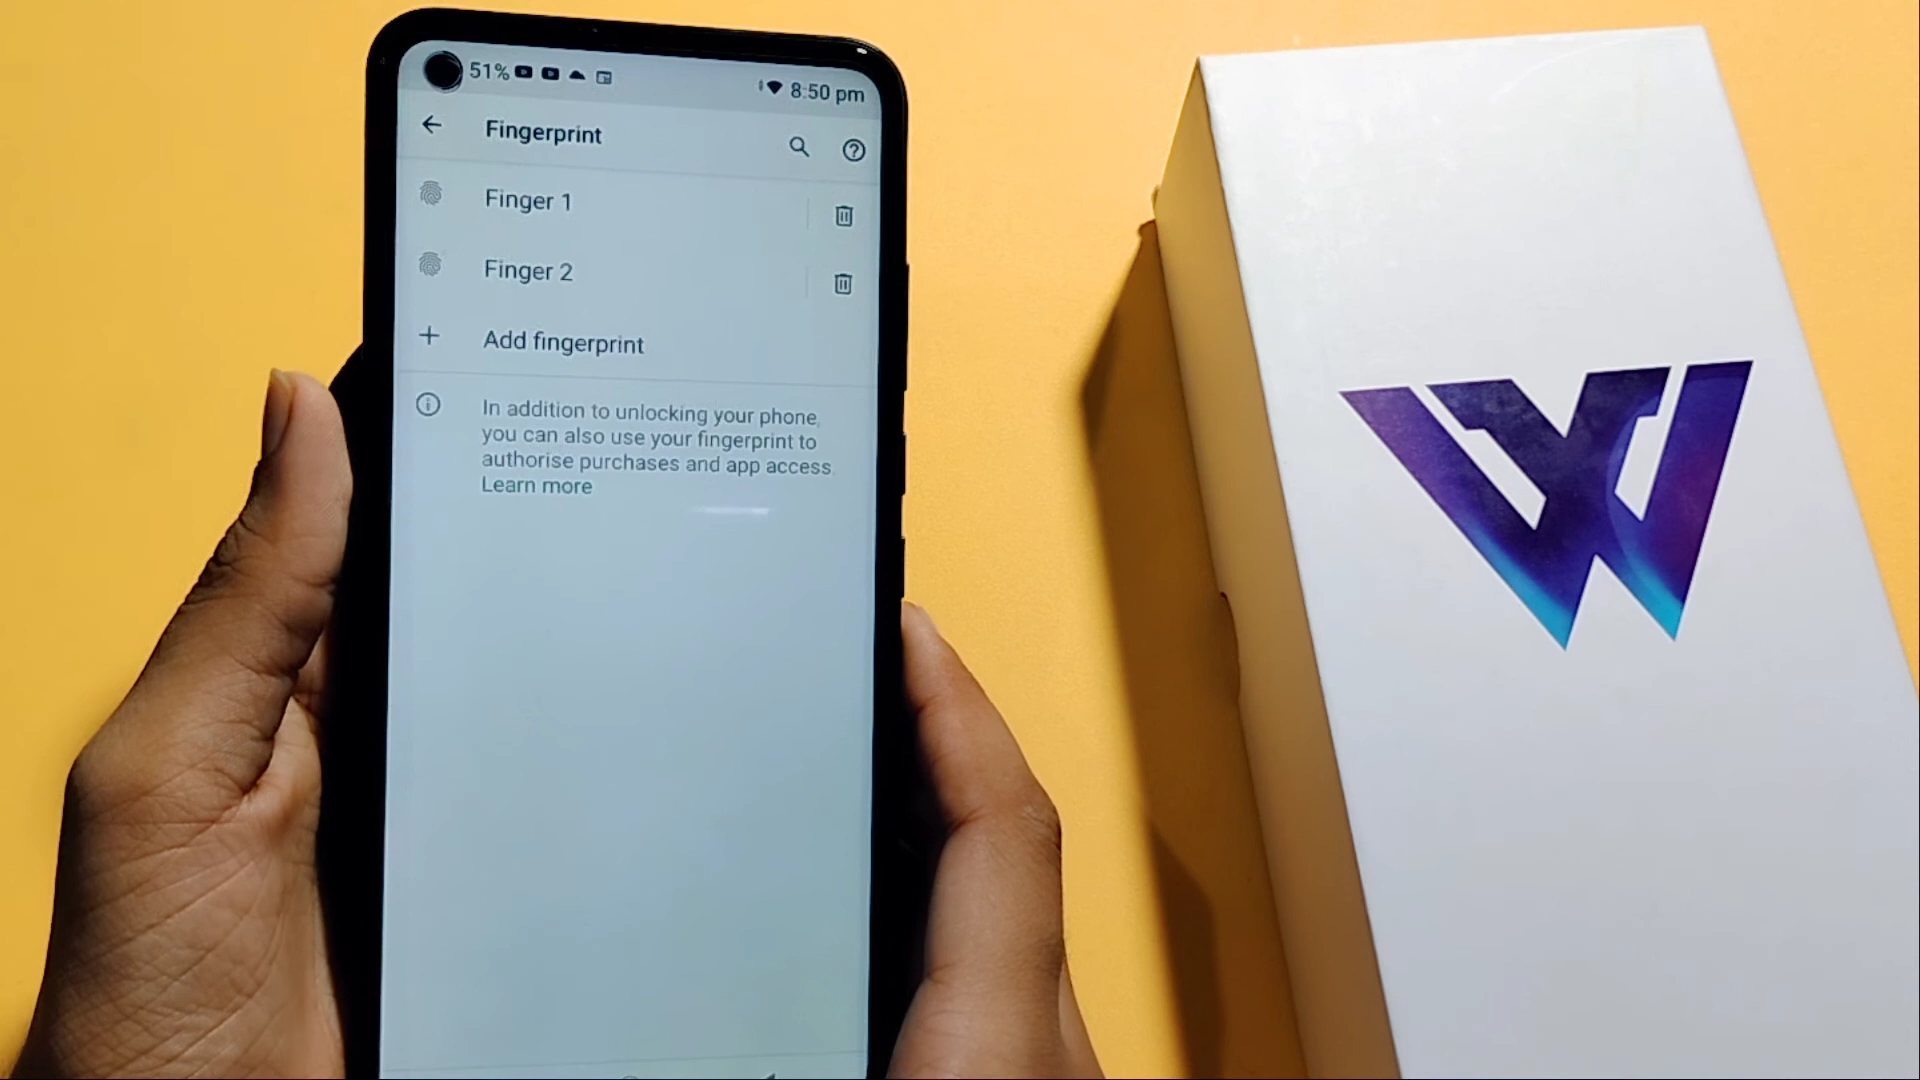 51%
8:50 pm
Fingerprint
Finger 1
Finger 2
Add fingerprint
In addition to unlocking your phone,
you can also use your fingerprint to
authorise purchases and app access.
Learn more
W